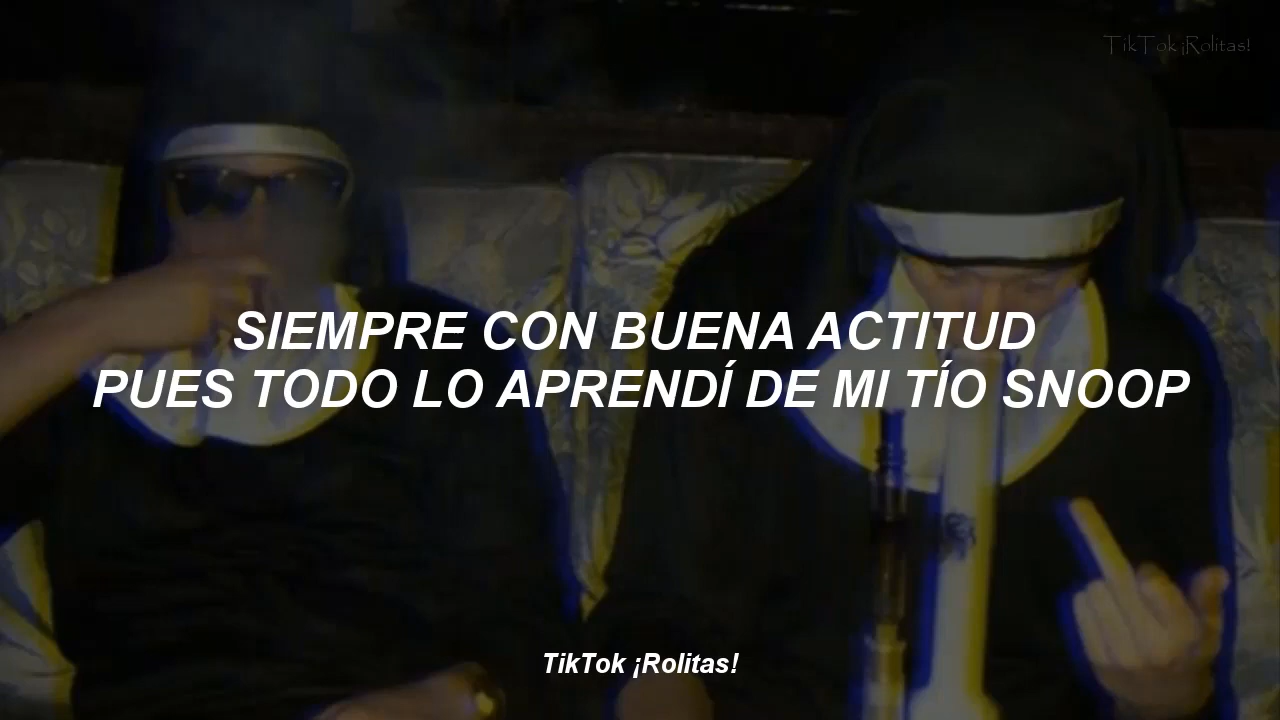 TikTok ¡Rolitas!
SIEMPRE CON BUENA ACTITUD
PUES TODO LO APRENDÍ DE MI TÍO SNOOP
TikTok ¡Rolitas!